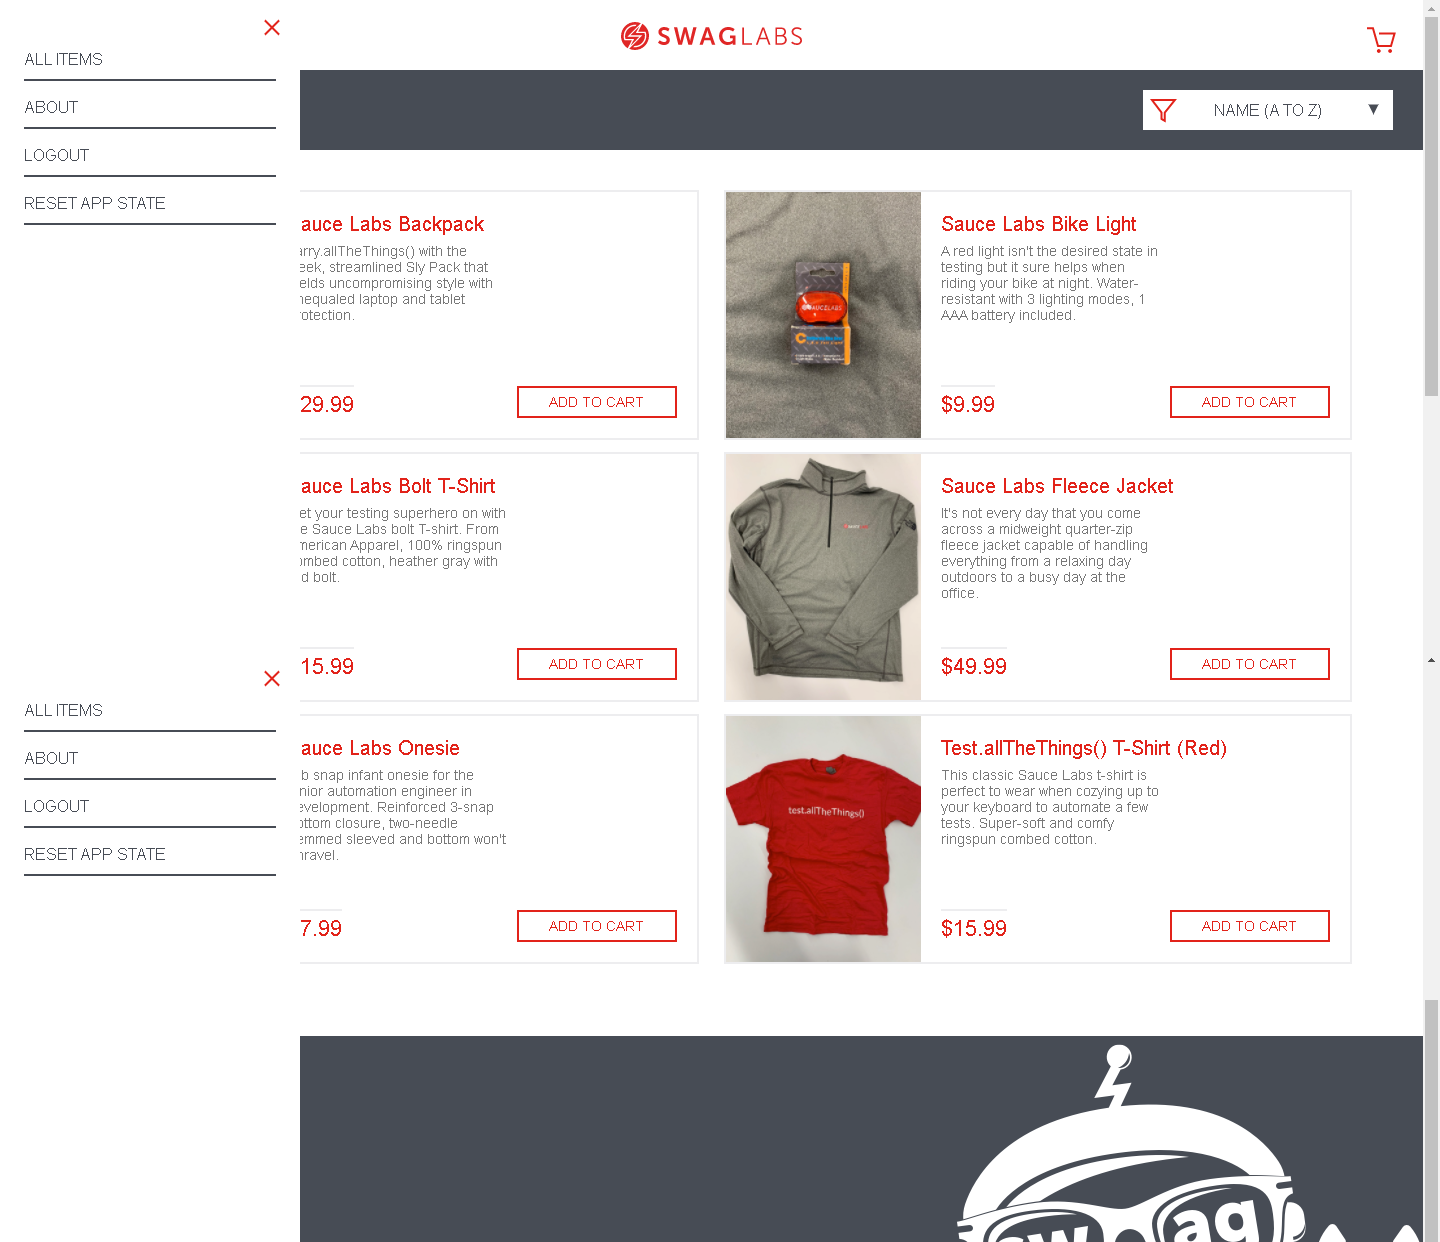 ALL ITEMS
ABOUT
LOGOUT
RESET APP STATE
SWAGLABS
NAME (A TO Z)
auce Labs Backpack
arry.allTheThings() with the
eek, streamlined Sly Pack that
elds uncompromising style with
nequaled laptop and tablet
rotection.
29.99
ADD TO CART
SAUCELABS
Sauce Labs Bike Light
A red light isn't the desired state in
testing but it sure helps when
riding your bike at night. Water-
resistant with 3 lighting modes, 1
AAA battery included.
$9.99
ADD TO CART
auce Labs Bolt T-Shirt
et your testing superhero on with
e Sauce Labs bolt T-shirt. From
merican Apparel, 100% ringspun
ombed cotton, heather gray with
d bolt.
15.99
ADD TO CART
Sauce Labs Fleece Jacket
It's not every day that you come
across a midweight quarter-zip
fleece jacket capable of handling
everything from a relaxing day
outdoors to a busy day at the
office.
$49.99
ADD TO CART
ALL ITEMS
ABOUT
LOGOUT
RESET APP STATE
auce Labs Onesie
b snap infant onesie for the
nior automation engineer in
evelopment. Reinforced 3-snap
ottom closure, two-needle
emmed sleeved and bottom won't
nravel.
7.99
ADD TO CART
test.allTheThings()
Test.allTheThings() T-Shirt (Red)
This classic Sauce Labs t-shirt is
perfect to wear when cozying up to
your keyboard to automate a few
tests. Super-soft and comfy
ringspun combed cotton.
$15.99
ADD TO CART
sw ag